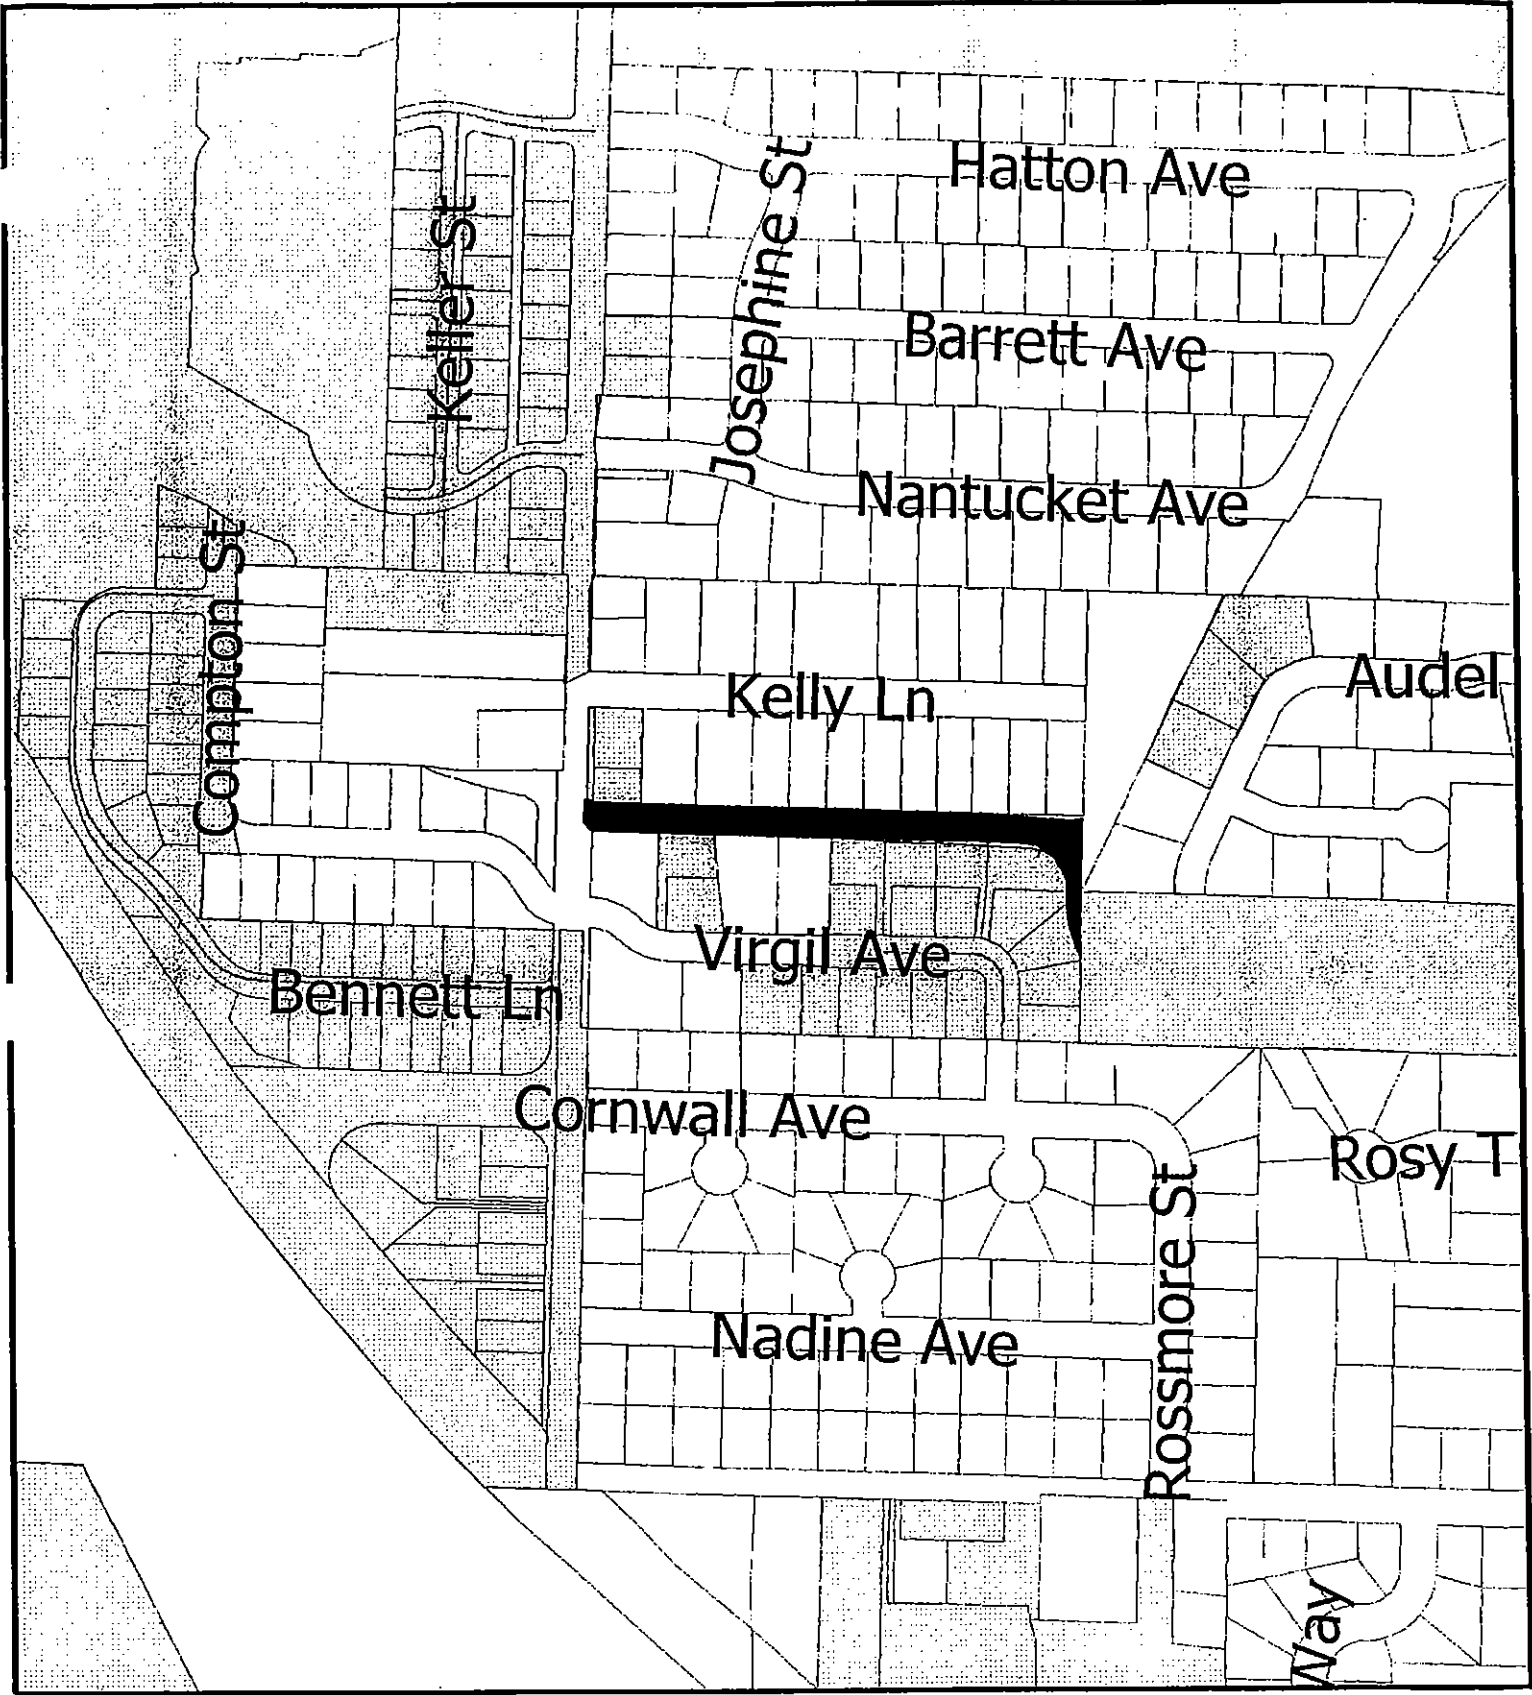 Hatton Ave
Josephine St
Keller St
Barrett Ave
Nantucket Ave
Compton St
Kelly Ln
Audel
Virgil Ave
Bennett Ln
Cornwall Ave
Rosy T
Rossmore St
Nadine Ave
Way